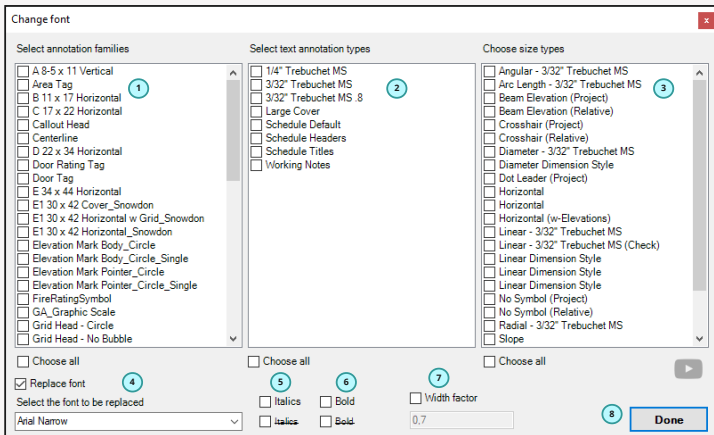 Change font
x
Select annotation families
A 8-5 x 11 Vertical
Area Tag
B 11 x 17 Horizontal
C 17 x 22 Horizontal
Callout Head
Centerline
D 22 x 34 Horizontal
Door Rating Tag
Door Tag
E 34 x 44 Horizontal
E1 30 x 42 Cover_Snowdon
E1 30 x 42 Horizontal w Grid_Snowdon
E1 30 x 42 Horizontal_Snowdon
Elevation Mark Body_Circle
Elevation Mark Body_Circle_Single
Elevation Mark Pointer_Circle
Elevation Mark Pointer_Circle_Single
FireRatingSymbol
GA_Graphic Scale
Grid Head - Circle
Grid Head - No Bubble
1
Choose all
Select text annotation types
1/4" Trebuchet MS
3/32" Trebuchet MS
3/32" Trebuchet MS .8
Large Cover
Schedule Default
Schedule Headers
Schedule Titles
Working Notes
2
Choose all
Choose size types
Angular - 3/32" Trebuchet MS
Arc Length - 3/32" Trebuchet MS
Beam Elevation (Project)
Beam Elevation (Relative)
Crosshair (Project)
Crosshair (Relative)
Diameter - 3/32" Trebuchet MS
Diameter Dimension Style
Dot Leader (Project)
Horizontal
Horizontal
Horizontal (w-Elevations)
Linear - 3/32" Trebuchet MS
Linear - 3/32" Trebuchet MS (Check)
Linear Dimension Style
Linear Dimension Style
Linear Dimension Style
No Symbol (Project)
No Symbol (Relative)
Radial - 3/32" Trebuchet MS
Slope
3
Choose all
Replace font
4
Select the font to be replaced
Arial Narrow
5
Italics
Italics
6
Bold
Bold
7
Width factor
0,7
8
Done